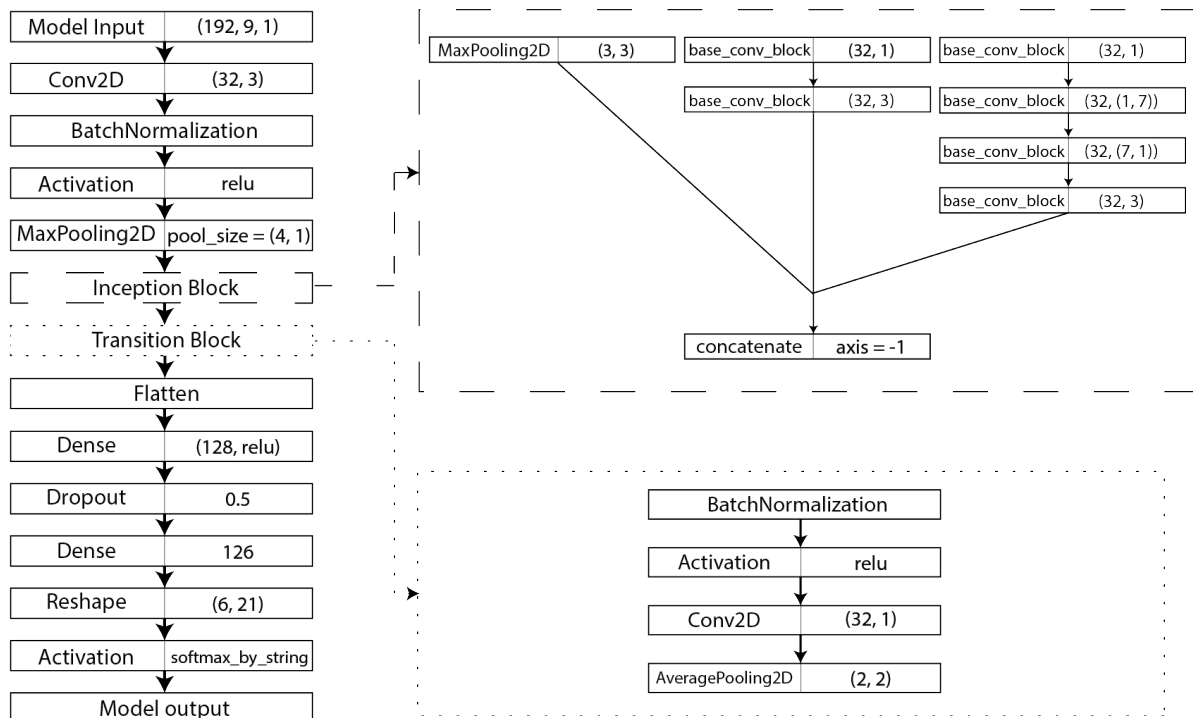 Model Input (192, 9, 1)
Conv2D (32, 3)
BatchNormalization
Activation relu
MaxPooling2D pool_size = (4, 1)
Inception Block
Transition Block
Flatten
Dense (128, relu)
Dropout 0.5
Dense 126
Reshape (6, 21)
Activation softmax_by_string
Model output
MaxPooling2D (3, 3)
base_conv_block (32, 1)
base_conv_block (32, 3)
base_conv_block (32, 1)
base_conv_block (32, (1, 7))
base_conv_block (32, (7, 1))
base_conv_block (32, 3)
concatenate axis = -1
BatchNormalization
Activation relu
Conv2D (32, 1)
AveragePooling2D (2, 2)